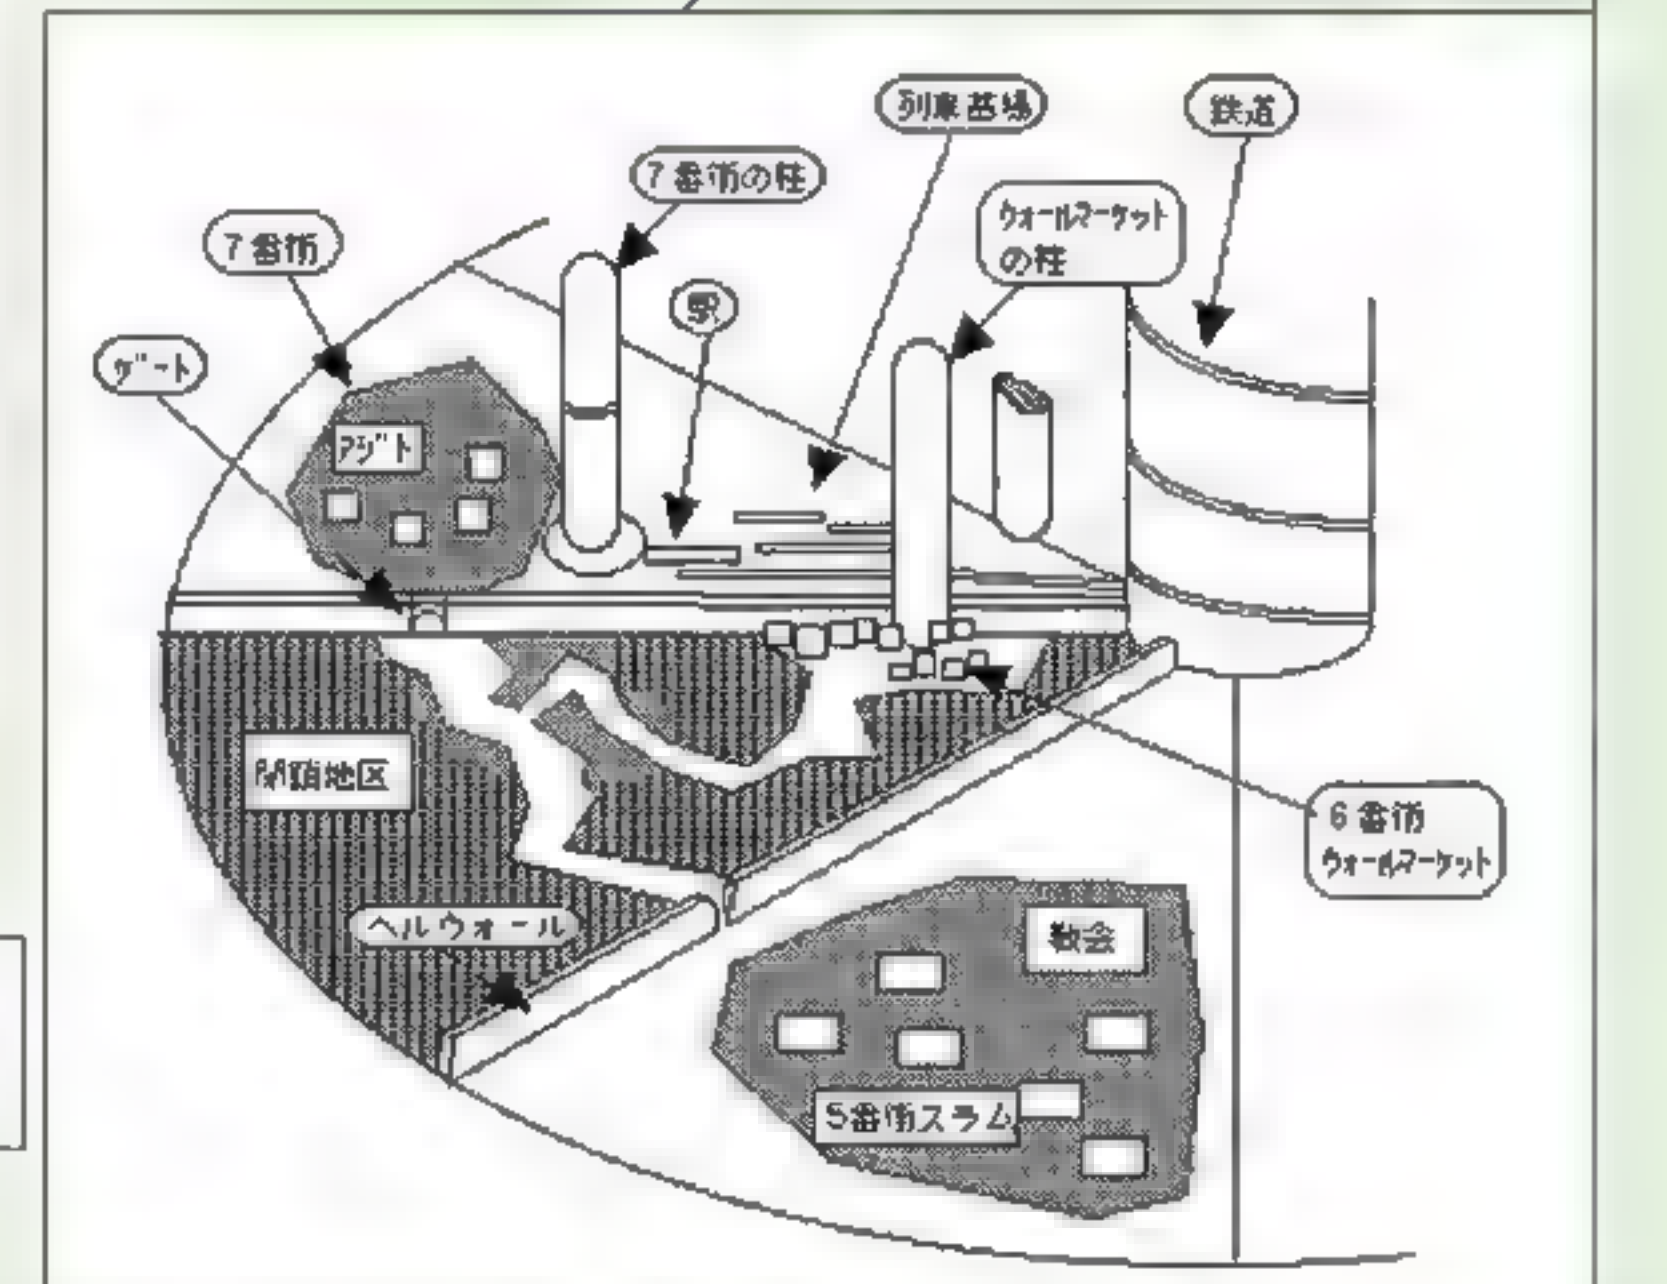 列車墓場
鉄道
7番街の柱
ウォールマーケット
の柱
7番街
駅
ゲート
アジト
閉鎖地区
6番街
ウォールマーケット
ヘルウォール
教会
5番街スラム